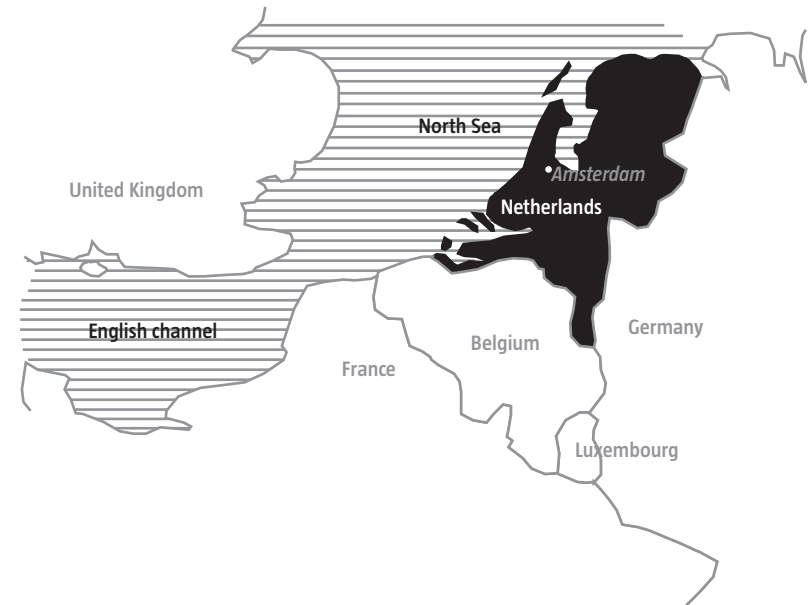 North Sea
Amsterdam
United Kingdom
Netherlands
English channel
Germany
Belgium
France
Luxembourg